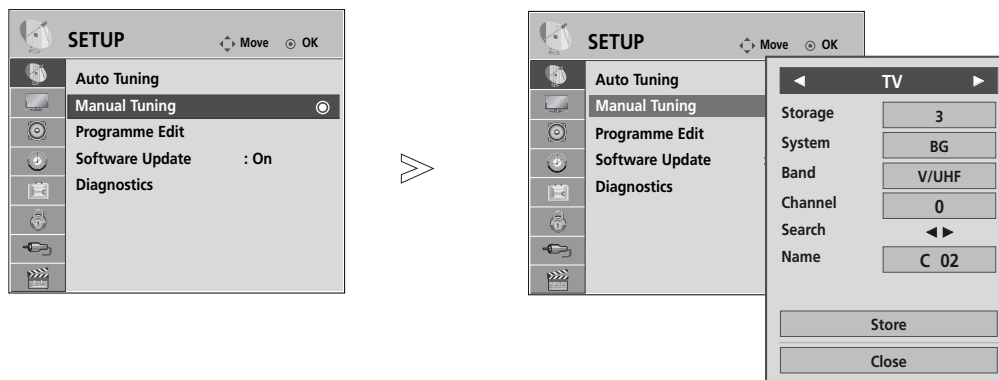 SETUP Move OK
Auto Tuning
Manual Tuning
Programme Edit
Software Update : On
Diagnostics
SETUP Move OK
Auto Tuning
Manual Tuning
Programme Edit
Software Update :
Diagnostics
TV
Storage 3
System BG
Band V/UHF
Channel 0
Search
Name C 02
Store
Close